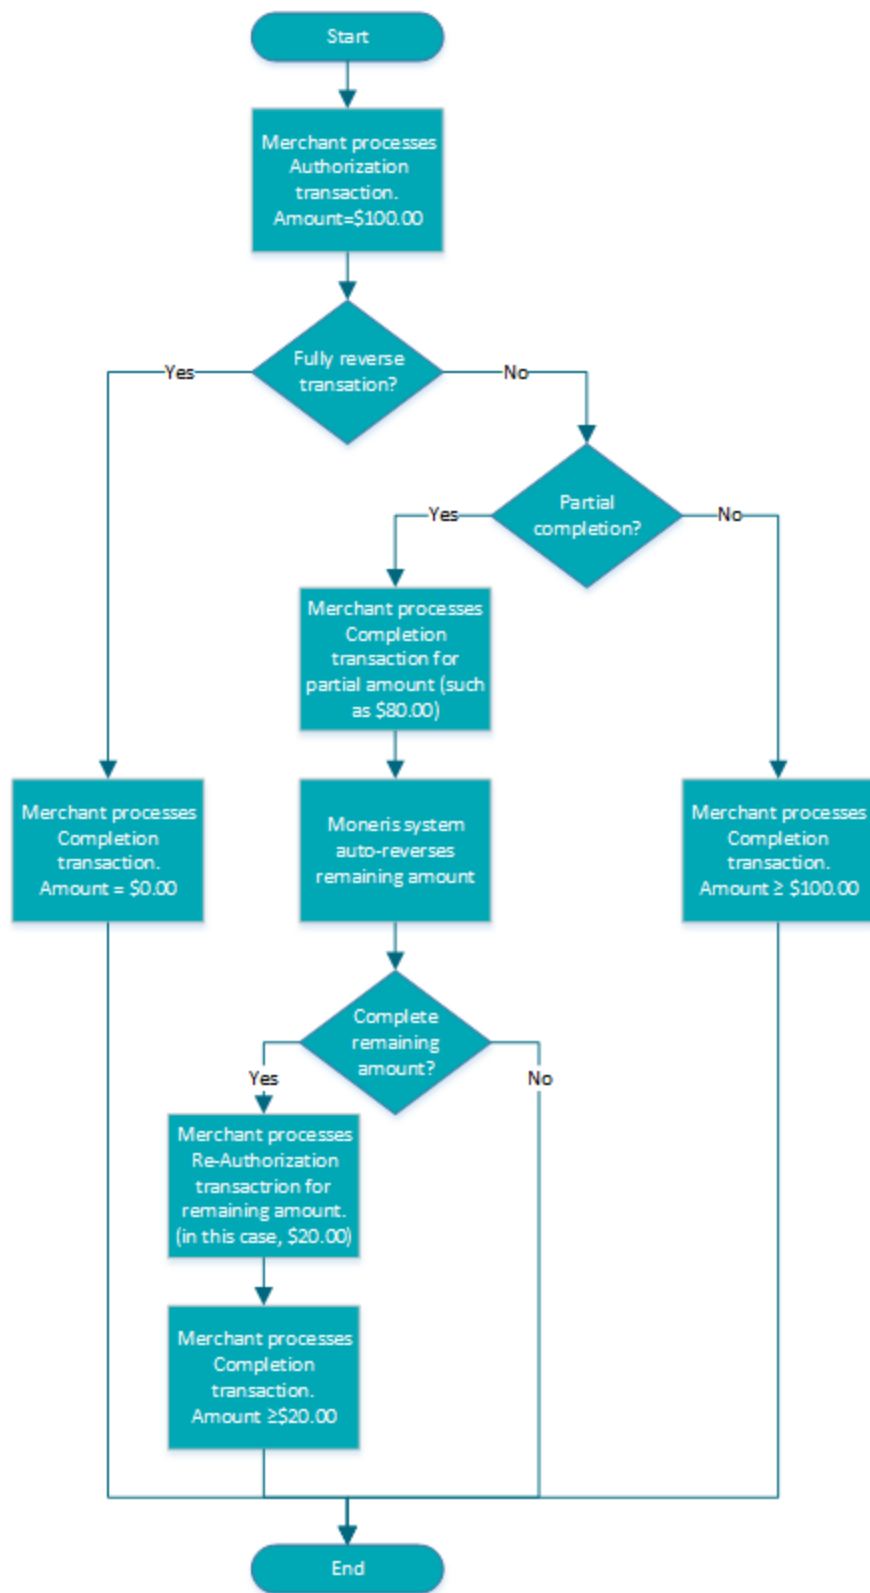 Start
Merchant processes
Authorization
transaction.
Amount=$100.00
Fully reverse
transation?
Yes
No
Partial
completion?
Yes
No
Merchant processes
Completion
transaction for
partial amount (such
as $80.00)
Merchant processes
Completion
transaction.
Amount = $0.00
Moneris system
auto-reverses
remaining amount
Merchant processes
Completion
transaction.
Amount ≥ $100.00
Complete
remaining
amount?
Yes
No
Merchant processes
Re-Authorization
transactrion for
remaining amount.
(in this case, $20.00)
Merchant processes
Completion
transaction.
Amount ≥$20.00
End